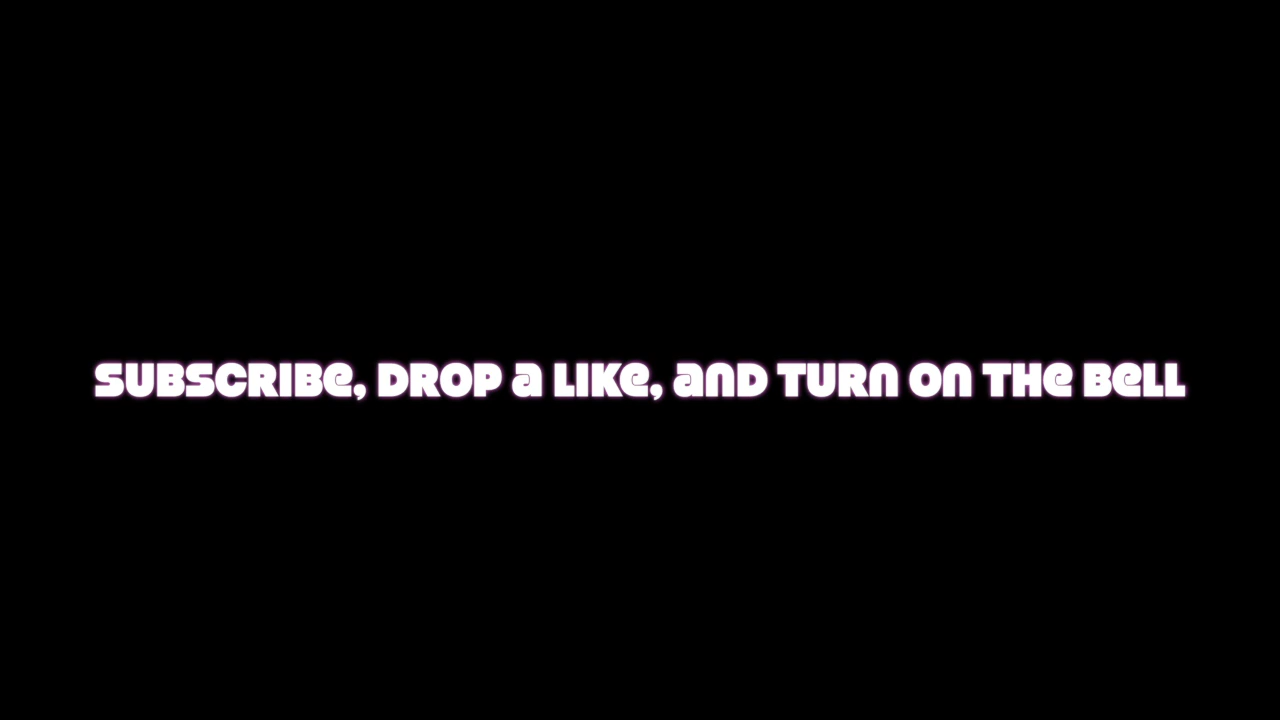 SUBSCRIBe, DROP a LIKe, anD TURn On THe BeLL